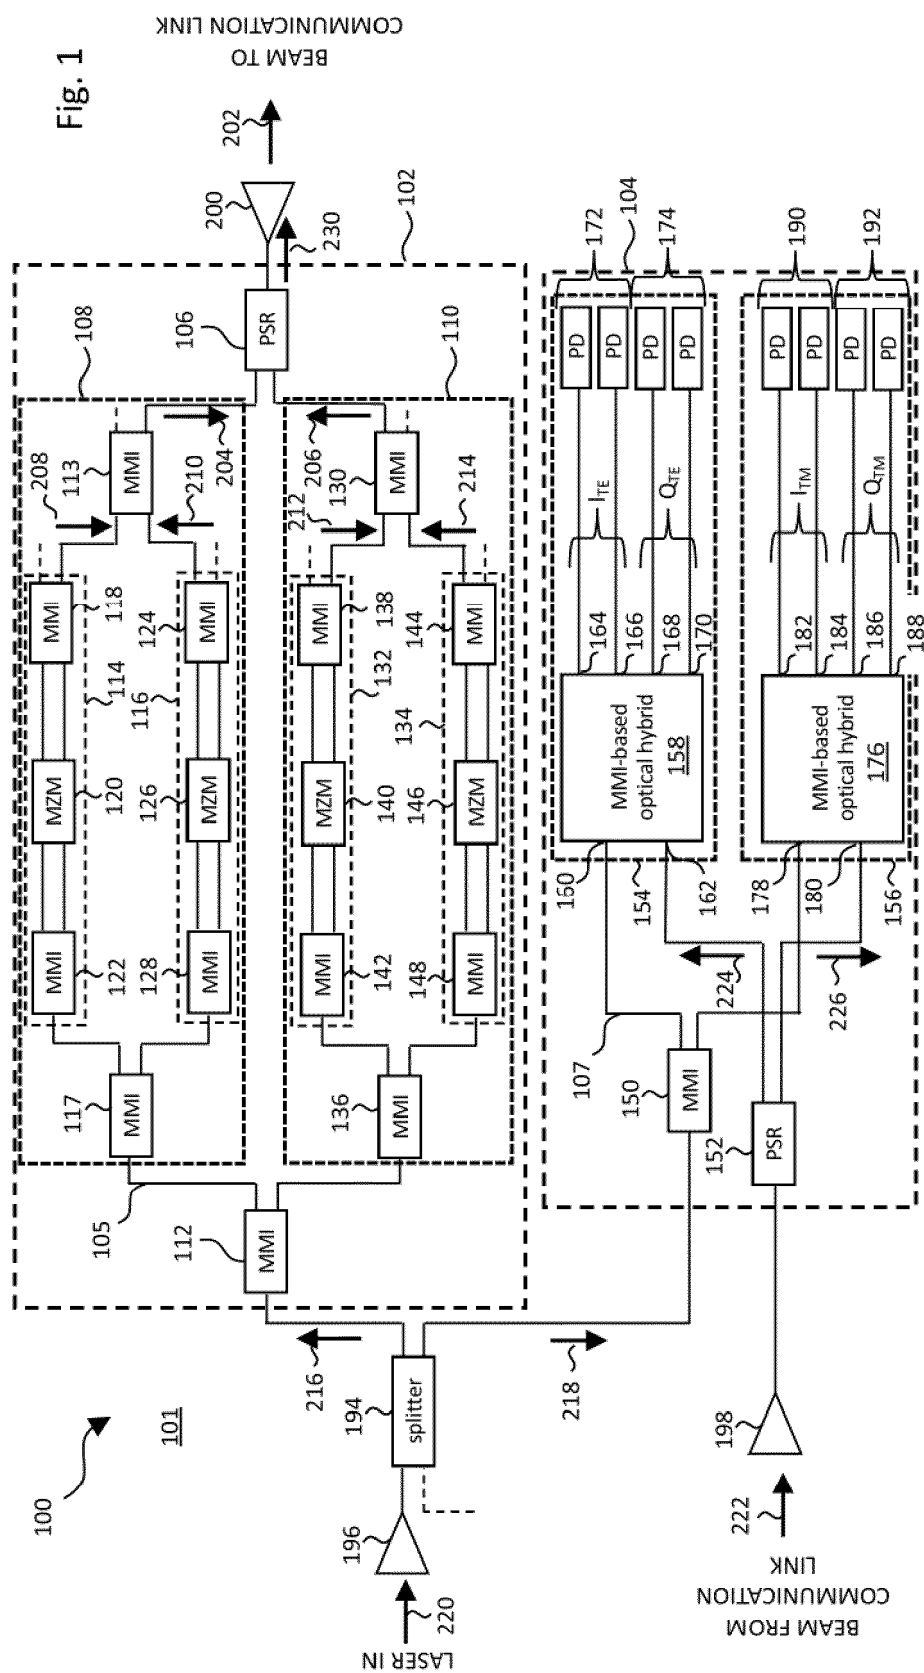 Fig. 1
100
101
LASER IN
220
196
194
splitter
216
218
BEAM FROM
COMMUNICATION
LINK
222
198
112
MMI
105
117
MMI
136
MMI
122
MMI
128
MMI
142
MMI
148
MMI
120
MZM
126
MZM
140
MZM
146
MZM
114
116
132
134
118
MMI
124
MMI
138
MMI
144
MMI
208
210
212
214
113
MMI
130
MMI
204
206
108
110
106
PSR
230
102
200
202
BEAM TO
COMMUNICATION LINK
150
MMI
107
152
PSR
224
226
160
162
154
178
180
156
MMI-based
optical hybrid
158
MMI-based
optical hybrid
176
164
166
168
170
182
184
186
188
ITE
QTE
ITM
QTM
PD
PD
PD
PD
PD
PD
PD
PD
172
104
174
190
192